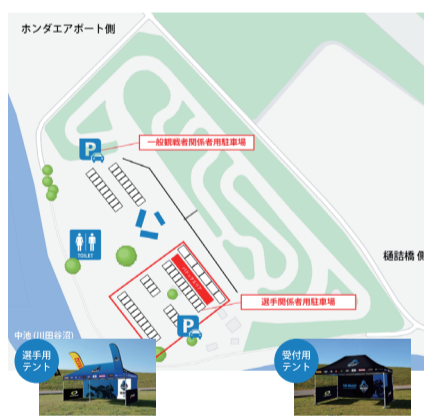 ホンダエアポート側
P
一般観戦者関係者用駐車場
TOILET
樋詰橋側
選手関係者用駐車場
P
中池(川田谷沼)
選手用
テント
受付用
テント